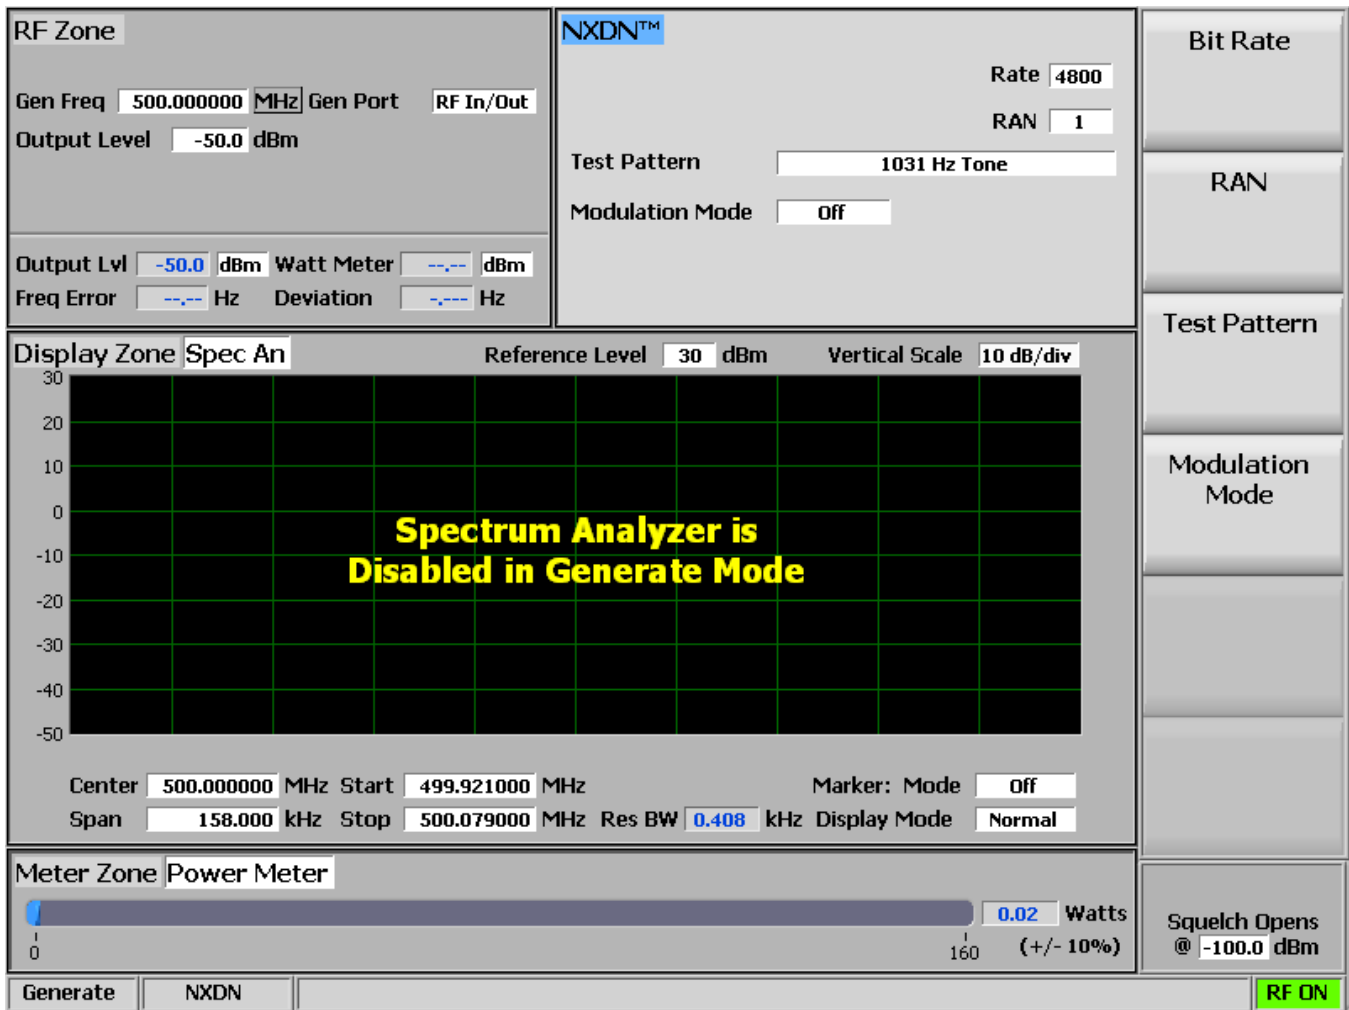 RF Zone
Gen Freq 500.000000 MHz Gen Port RF In/Out
Output Level -50.0 dBm
Output Lvl -50.0 dBm Watt Meter --.-- dBm
Freq Error --.-- Hz Deviation -.--- Hz
NXDN™
Rate 4800
RAN 1
Test Pattern 1031 Hz Tone
Modulation Mode Off
Display Zone Spec An Reference Level 30 dBm Vertical Scale 10 dB/div
30
20
10
0
-10
-20
-30
-40
-50
Spectrum Analyzer is
Disabled in Generate Mode
Center 500.000000 MHz Start 499.921000 MHz Marker: Mode Off
Span 158.000 kHz Stop 500.079000 MHz Res BW 0.408 kHz Display Mode Normal
Meter Zone Power Meter
0.02 Watts
0 160 (+/- 10%)
Bit Rate
RAN
Test Pattern
Modulation
Mode
Squelch Opens
@ -100.0 dBm
Generate NXDN RF ON